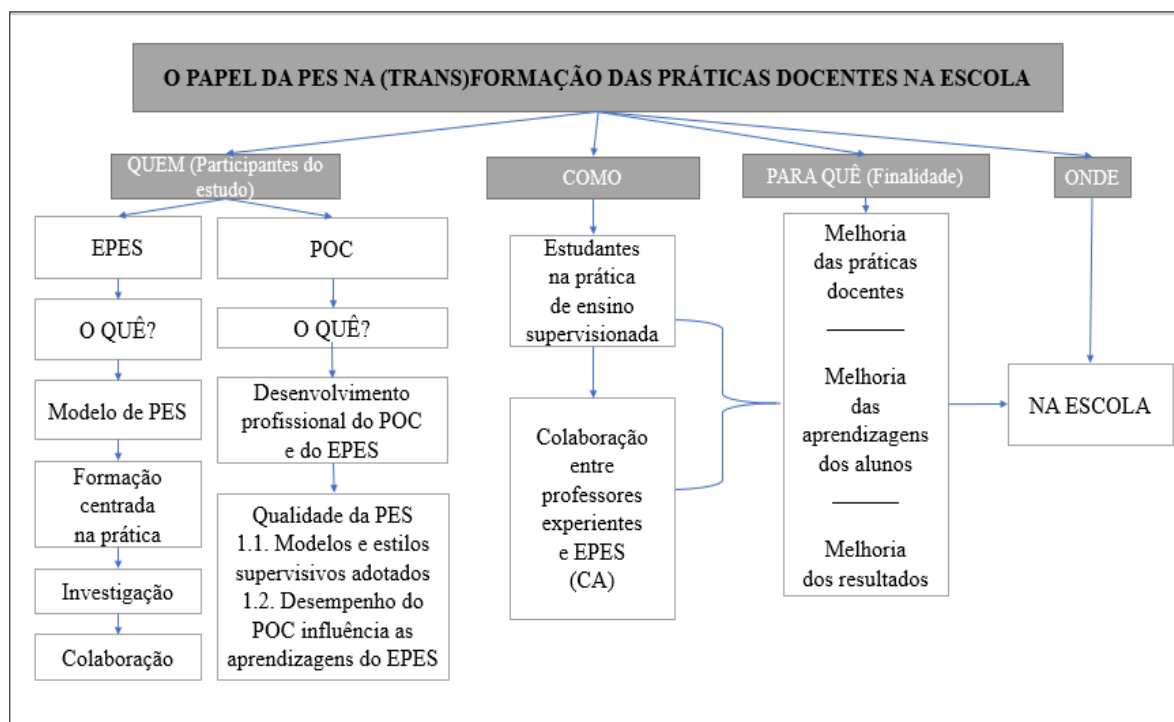 O PAPEL DA PES NA (TRANS)FORMAÇÃO DAS PRÁTICAS DOCENTES NA ESCOLA
QUEM (Participantes do
estudo)
EPES
O QUÊ?
Modelo de PES
Formação
centrada
na prática
Investigação
Colaboração
POC
O QUÊ?
Desenvolvimento
profissional do POC
e do EPES
Qualidade da PES
1.1. Modelos e estilos
supervisivos adotados
1.2. Desempenho do
POC influência as
aprendizagens do EPES
COMO
Estudantes
na prática
de ensino
supervisionada
Colaboração
entre
professores
experientes
e EPES
(CA)
PARA QUÊ (Finalidade)
Melhoria
das práticas
docentes
Melhoria
das
aprendizagens
dos alunos
Melhoria
dos resultados
ONDE
NA ESCOLA